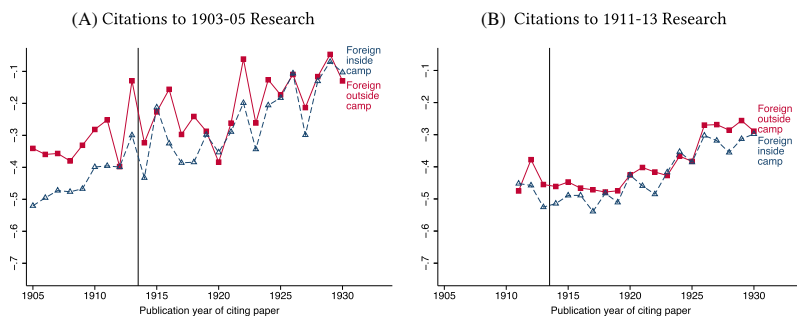 (A) Citations to 1903-05 Research
-.1
-.2
-.3
-.4
-.5
-.6
-.7
1905
1910
1915
1920
1925
1930
Publication year of citing paper
Foreign
inside
camp
Foreign
outside
camp
(B) Citations to 1911-13 Research
-.1
-.2
-.3
-.4
-.5
-.6
-.7
1905
1910
1915
1920
1925
1930
Publication year of citing paper
Foreign
outside
camp
Foreign
inside
camp